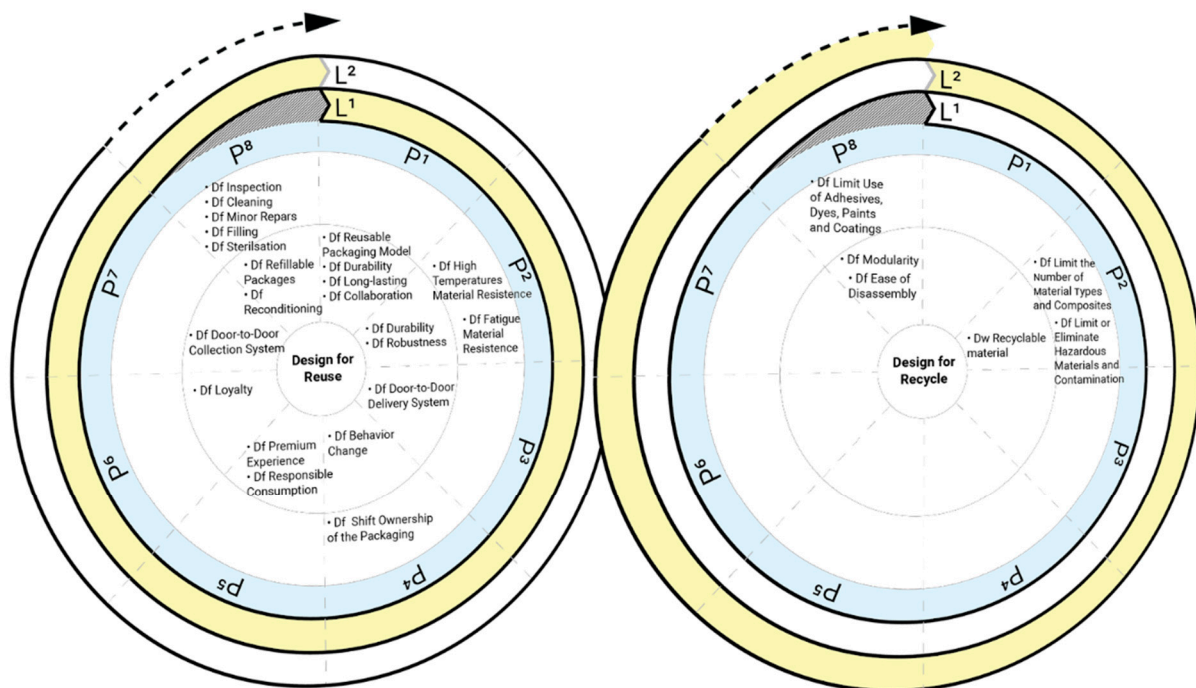 L²
L¹
P⁸
P¹
• Df Inspection
• Df Cleaning
• Df Minor Repars
• Df Filling
• Df Sterilsation
• Df Reusable
Packaging Model
• Df Durability
• Df Long-lasting
• Df Collaboration
• Df Refillable
Packages
• Df
Reconditioning
P²
• Df High
Temperatures
Material Resistence
• Df Fatigue
Material
Resistence
P⁷
• Df Door-to-Door
Collection System
• Df Durability
• Df Robustness
Design for
Reuse
• Df Loyalty
• Df Door-to-Door
Delivery System
P³
• Df Premium
Experience
• Df Responsible
Consumption
• Df Behavior
Change
P⁶
• Df Shift Ownership
of the Packaging
P⁵
P⁴
L²
L¹
P⁸
P¹
• Df Limit Use
of Adhesives,
Dyes, Paints
and Coatings
• Df Modularity
• Df Ease of
Disassembly
P²
• Df Limit the
Number of
Material Types
and Composites
• Df Limit or
Eliminate
Hazardous
Materials and
Contamination
P⁷
• Dw Recyclable
material
Design for
Recycle
P³
P⁶
P⁵
P⁴